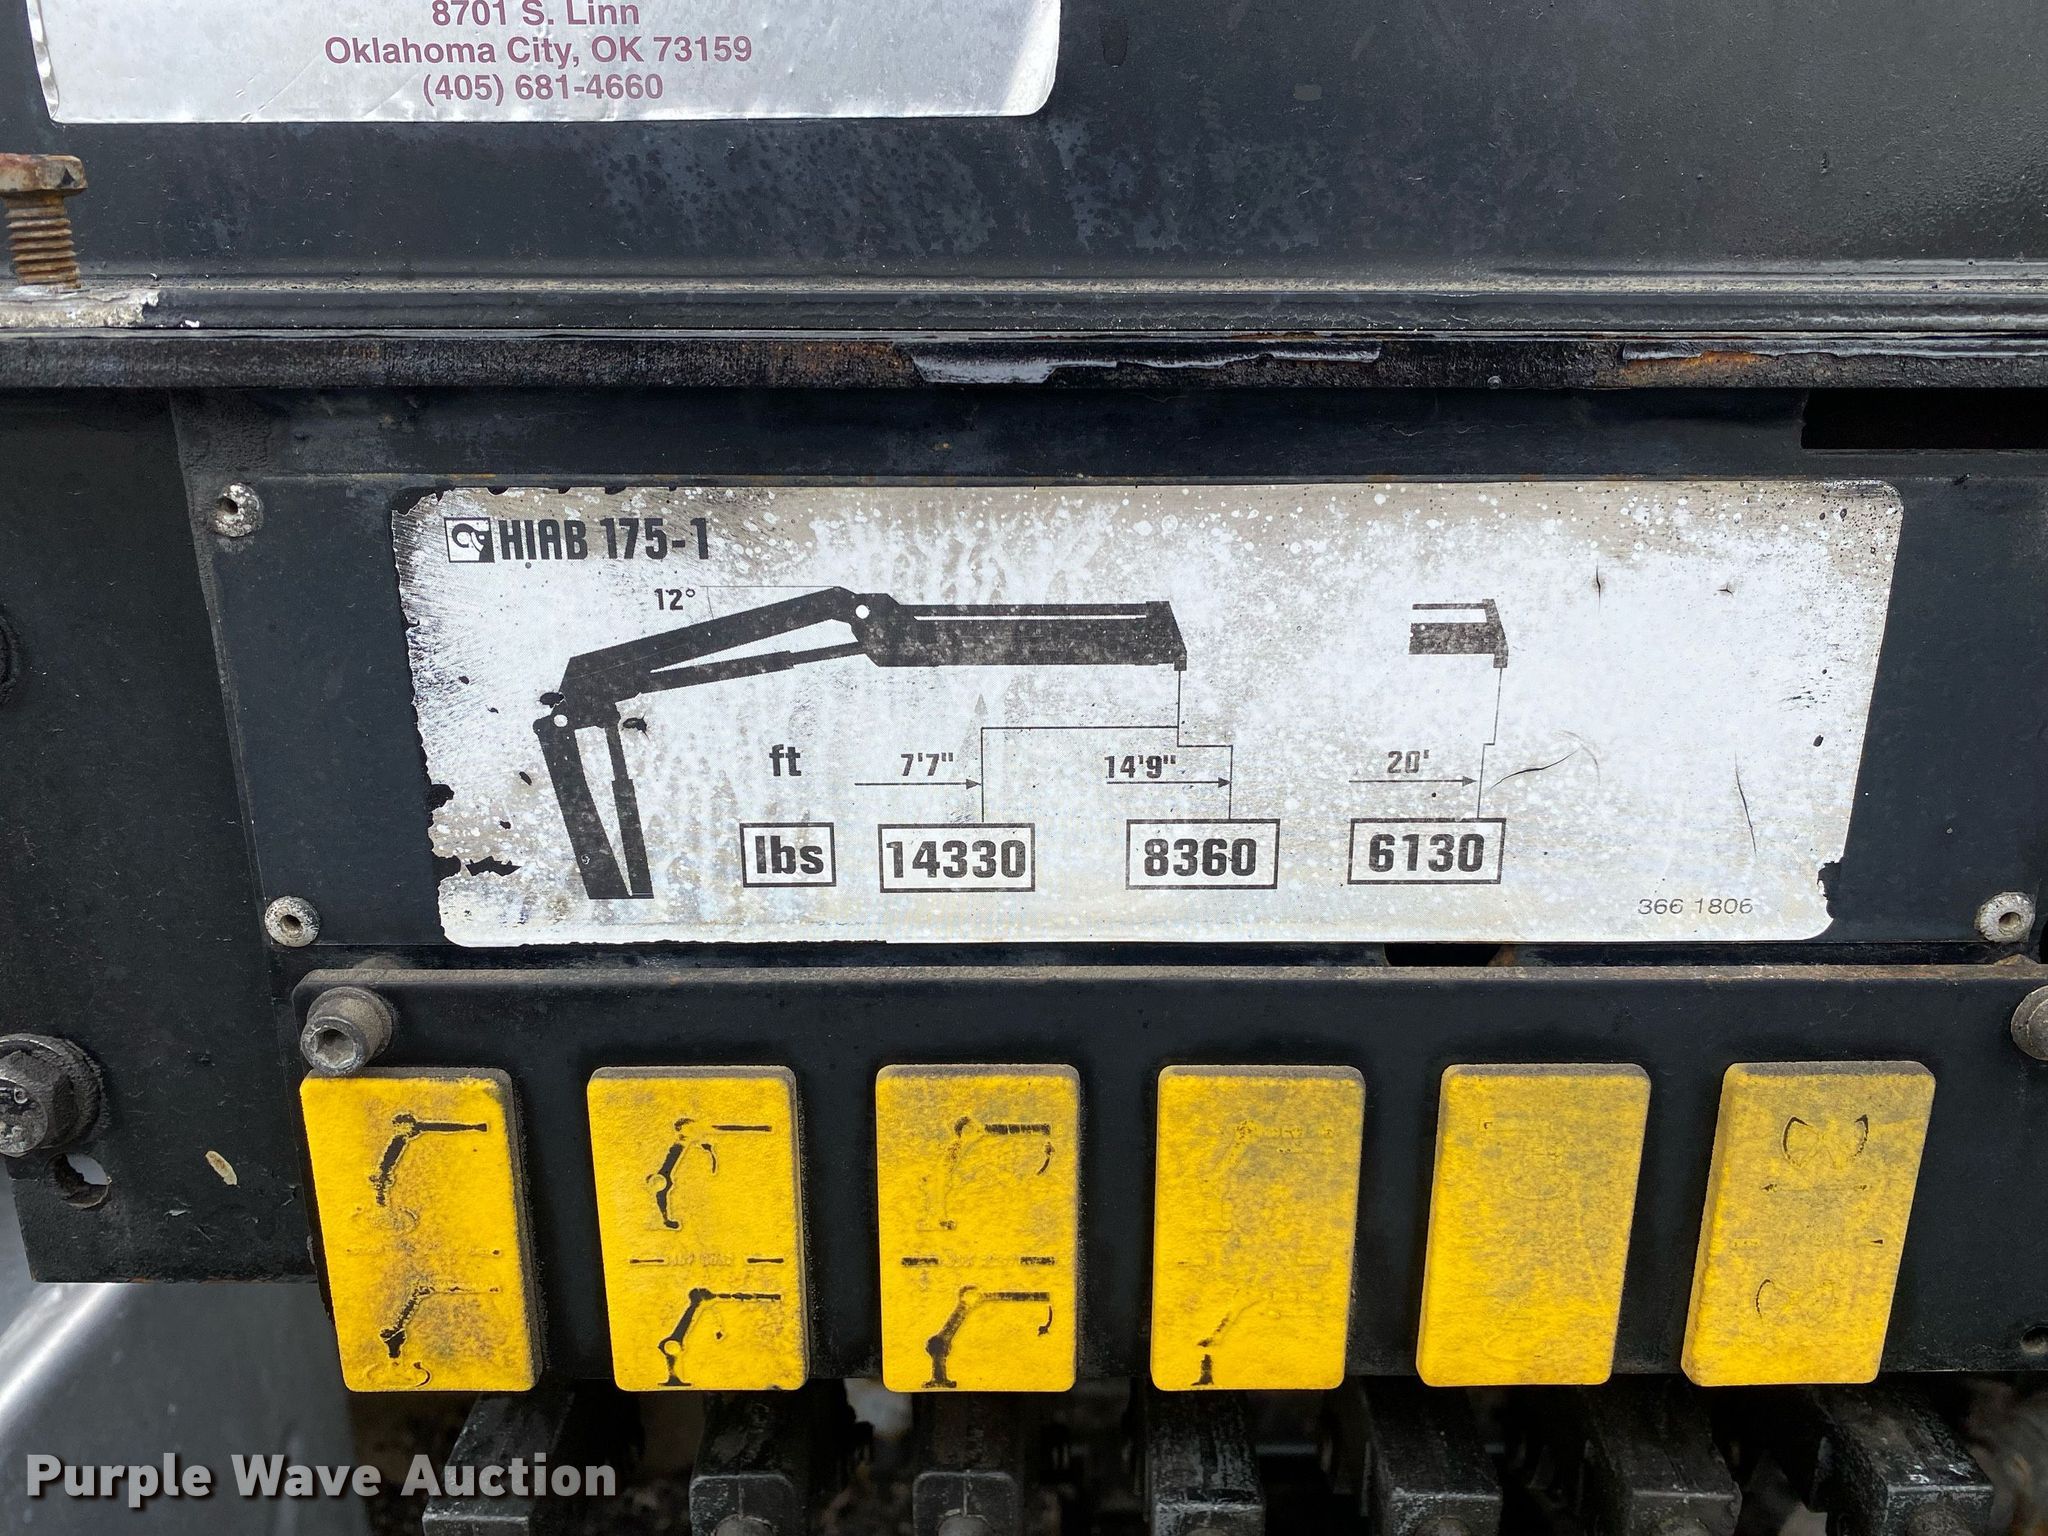 8701 S. Linn
Oklahoma City, OK 73159
(405) 681-4660
HIAB 175-1
12°
ft 7'7" 14'9" 20'
lbs 14330 8360 6130
366 1806
Purple Wave Auction